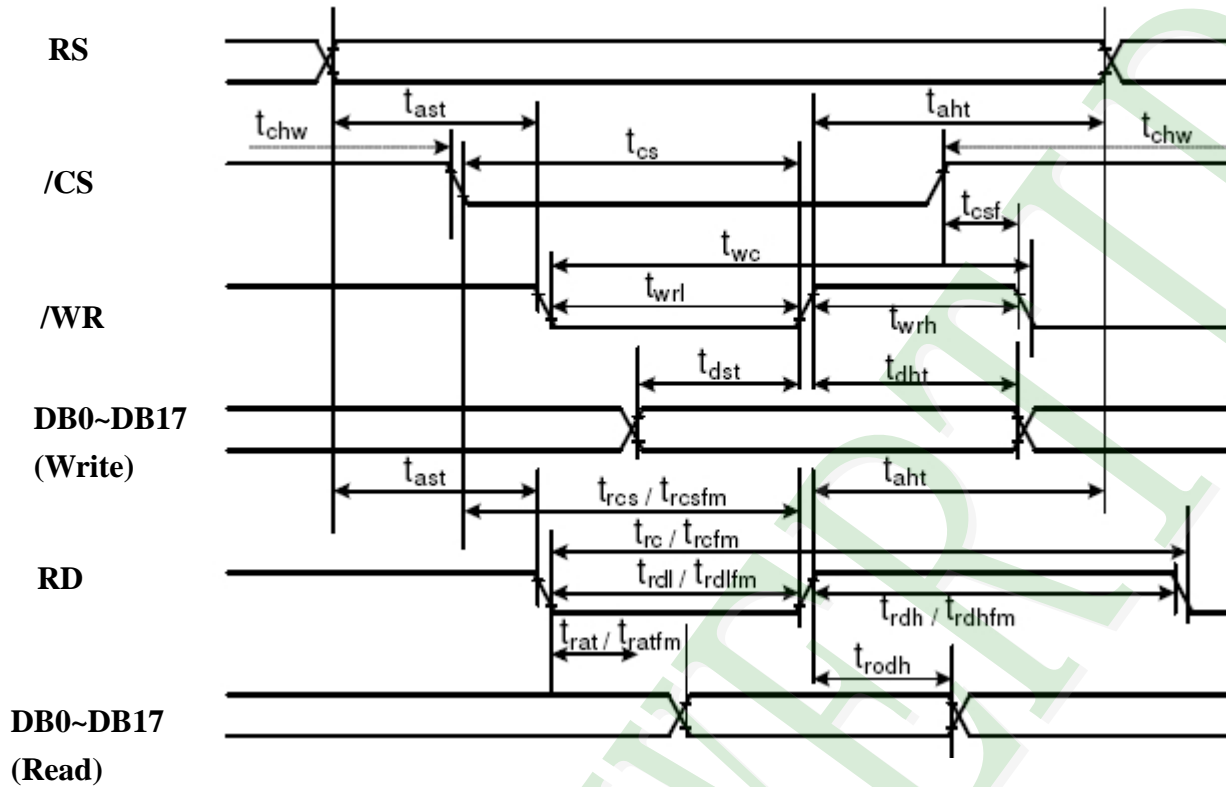 RS
t_ast
t_aht
t_chw
t_cs
t_chw
/CS
t_csf
t_wc
t_wrl
/WR
t_wrh
t_dst
t_dht
DB0~DB17
(Write)
t_ast
t_aht
t_rcs / t_rcsfm
t_rc / t_rcfm
RD
t_rdl / t_rdlfm
t_rdh / t_rdhfm
t_rat / t_ratfm
t_rodh
DB0~DB17
(Read)